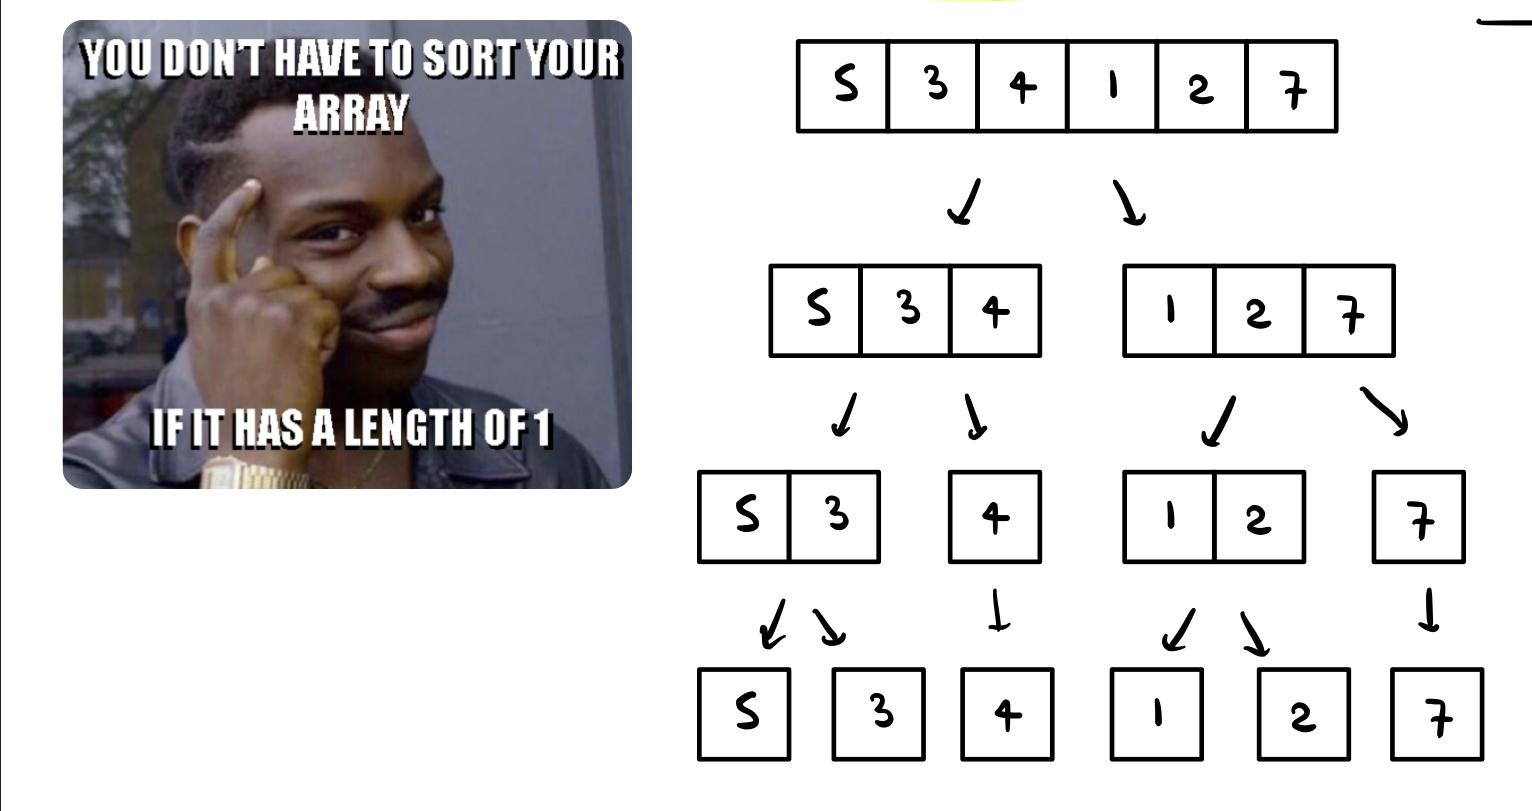 YOU DON'T HAVE TO SORT YOUR
ARRAY
IF IT HAS A LENGTH OF 1
5 3 4 1 2 7
5 3 4 1 2 7
5 3 4 1 2 7
5 3 4 1 2 7